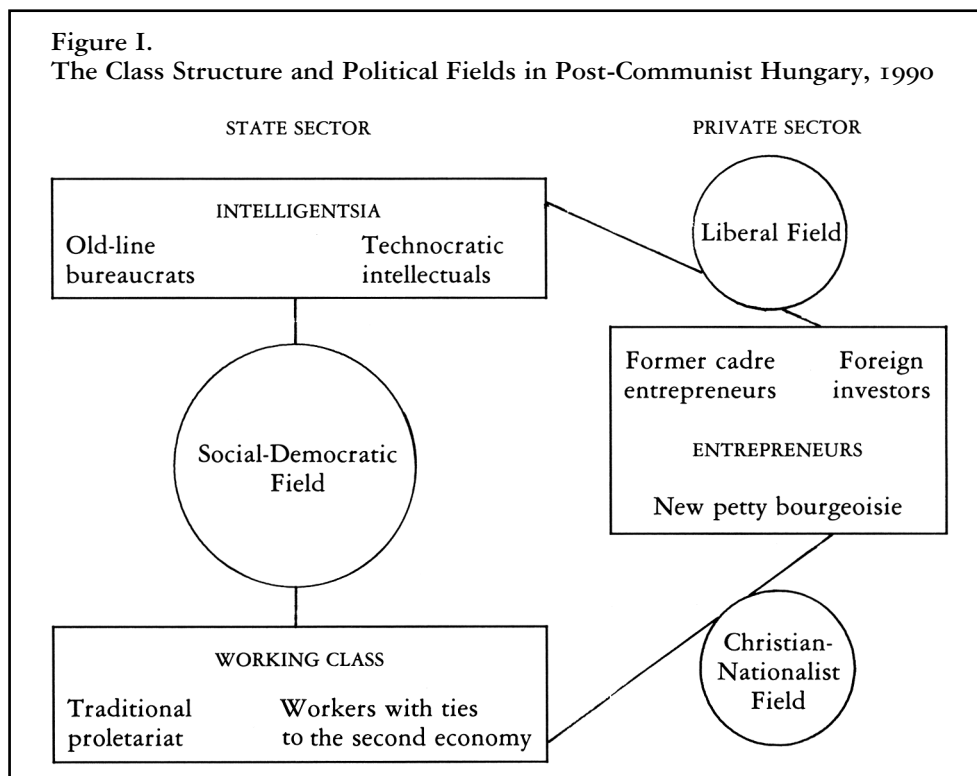 Figure I.
The Class Structure and Political Fields in Post-Communist Hungary, 1990
STATE SECTOR
PRIVATE SECTOR
INTELLIGENTSIA
Old-line
bureaucrats
Technocratic
intellectuals
Liberal Field
Former cadre
entrepreneurs
Foreign
investors
ENTREPRENEURS
New petty bourgeoisie
Social-Democratic
Field
WORKING CLASS
Traditional
proletariat
Workers with ties
to the second economy
Christian-
Nationalist
Field